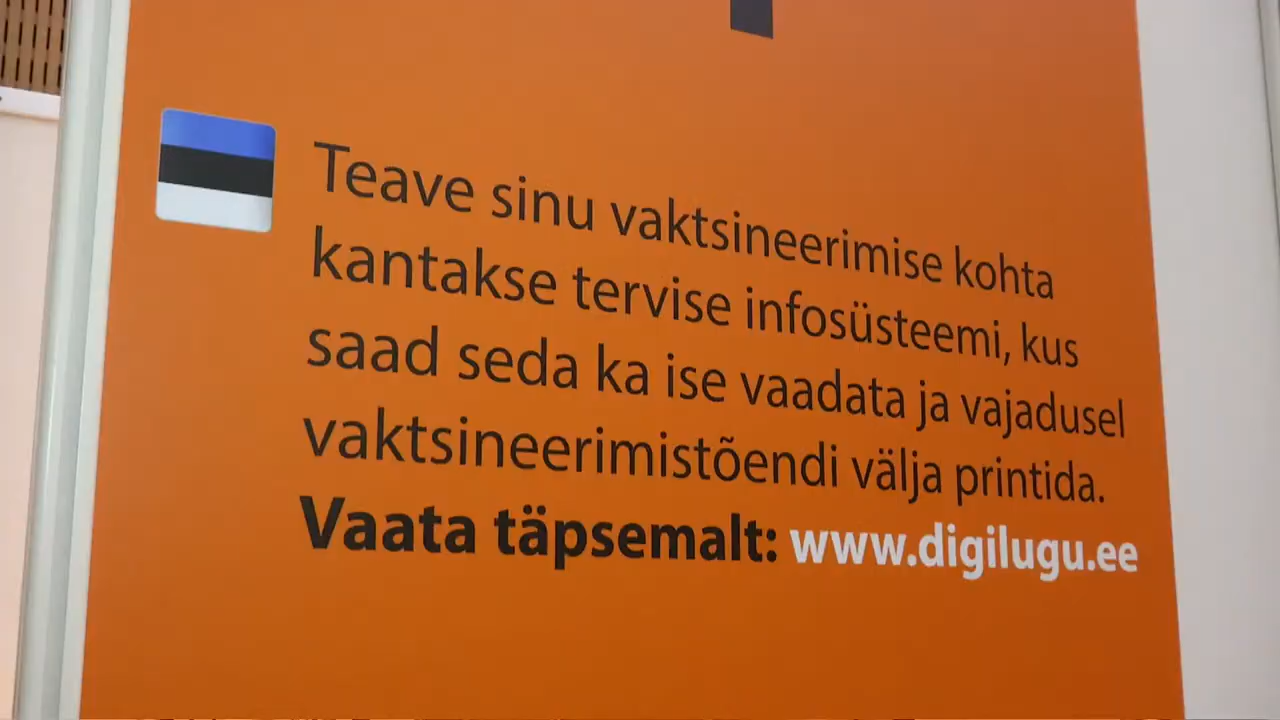 Teave sinu vaktsineerimise kohta
kantakse tervise infosüsteemi, kus
saad seda ka ise vaadata ja vajadusel
vaktsineerimistõendi välja printida.
Vaata täpsemalt: www.digilugu.ee